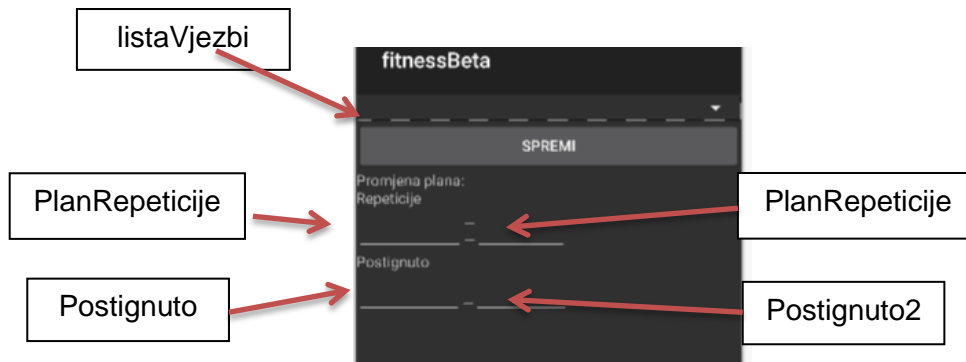 listaVjezbi
fitnessBeta
SPREMI
Promjena plana:
Repeticije
PlanRepeticije
PlanRepeticije
–
–
Postignuto
Postignuto
–
Postignuto2